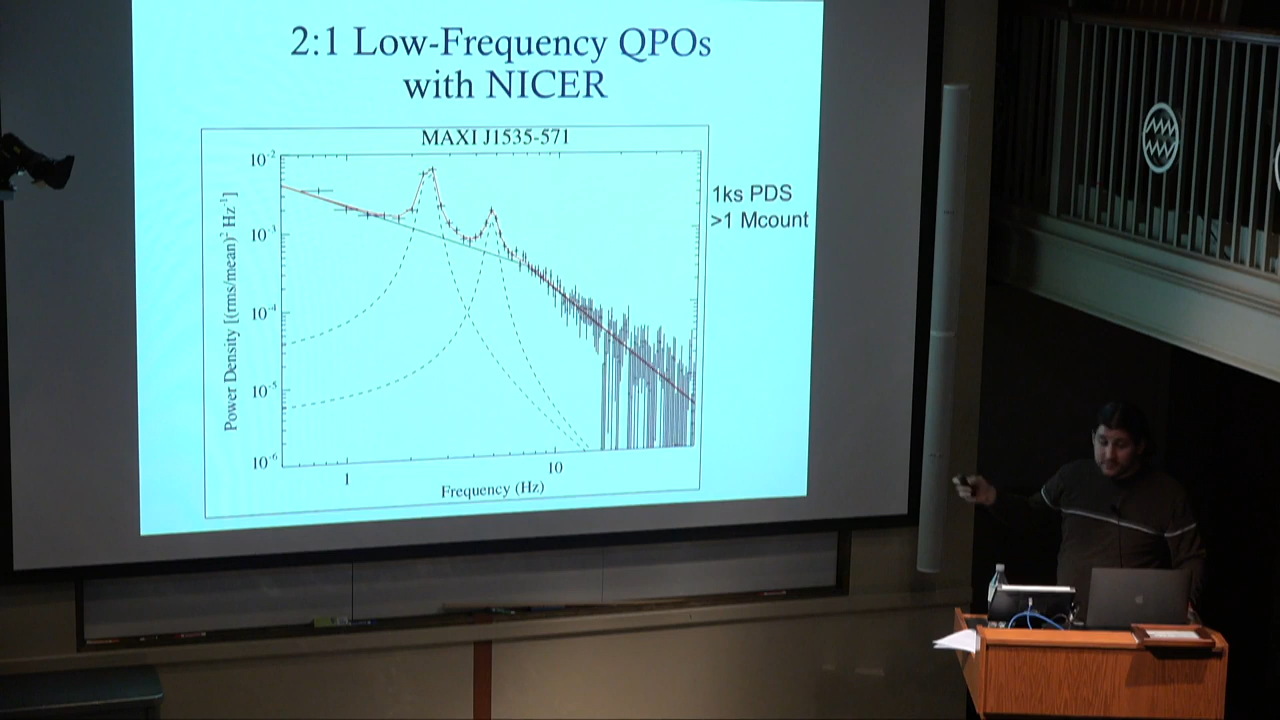 2:1 Low-Frequency QPOs
with NICER
MAXI J1535-571
1ks PDS
>1 Mcount
Power Density [(rms/mean)² Hz⁻¹]
10⁻²
10⁻³
10⁻⁴
10⁻⁵
10⁻⁶
1
10
Frequency (Hz)